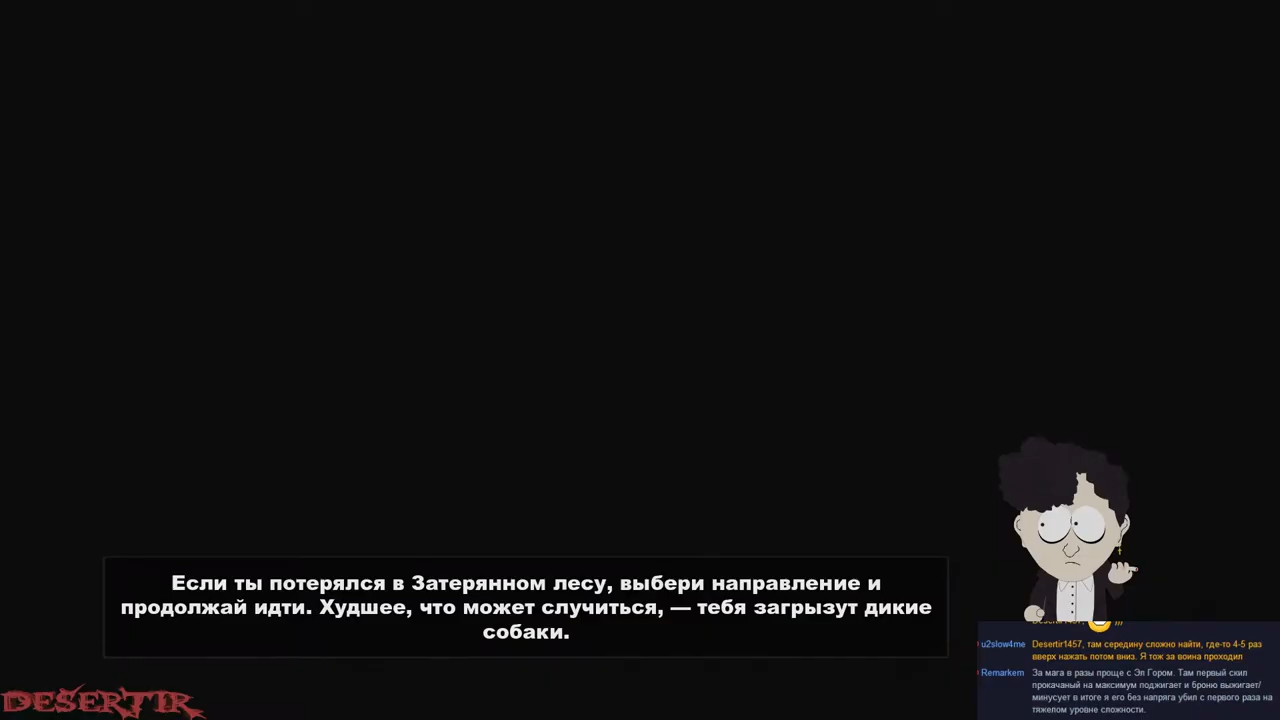 Если ты потерялся в Затерянном лесу, выбери направление и
продолжай идти. Худшее, что может случиться, — тебя загрызут дикие
собаки.
u2slow4me Desertir1457, там середину сложно найти, где-то 4-5 раз
вверх нажать потом вниз. Я тож за воина проходил
Remarkem За мага в разы проще с Эл Гором. Там первый скил
прокачаный на максимум поджигает и броню выжигает/
минусует в итоге я его без напряга убил с первого раза на
тяжелом уровне сложности.
DESERTIR